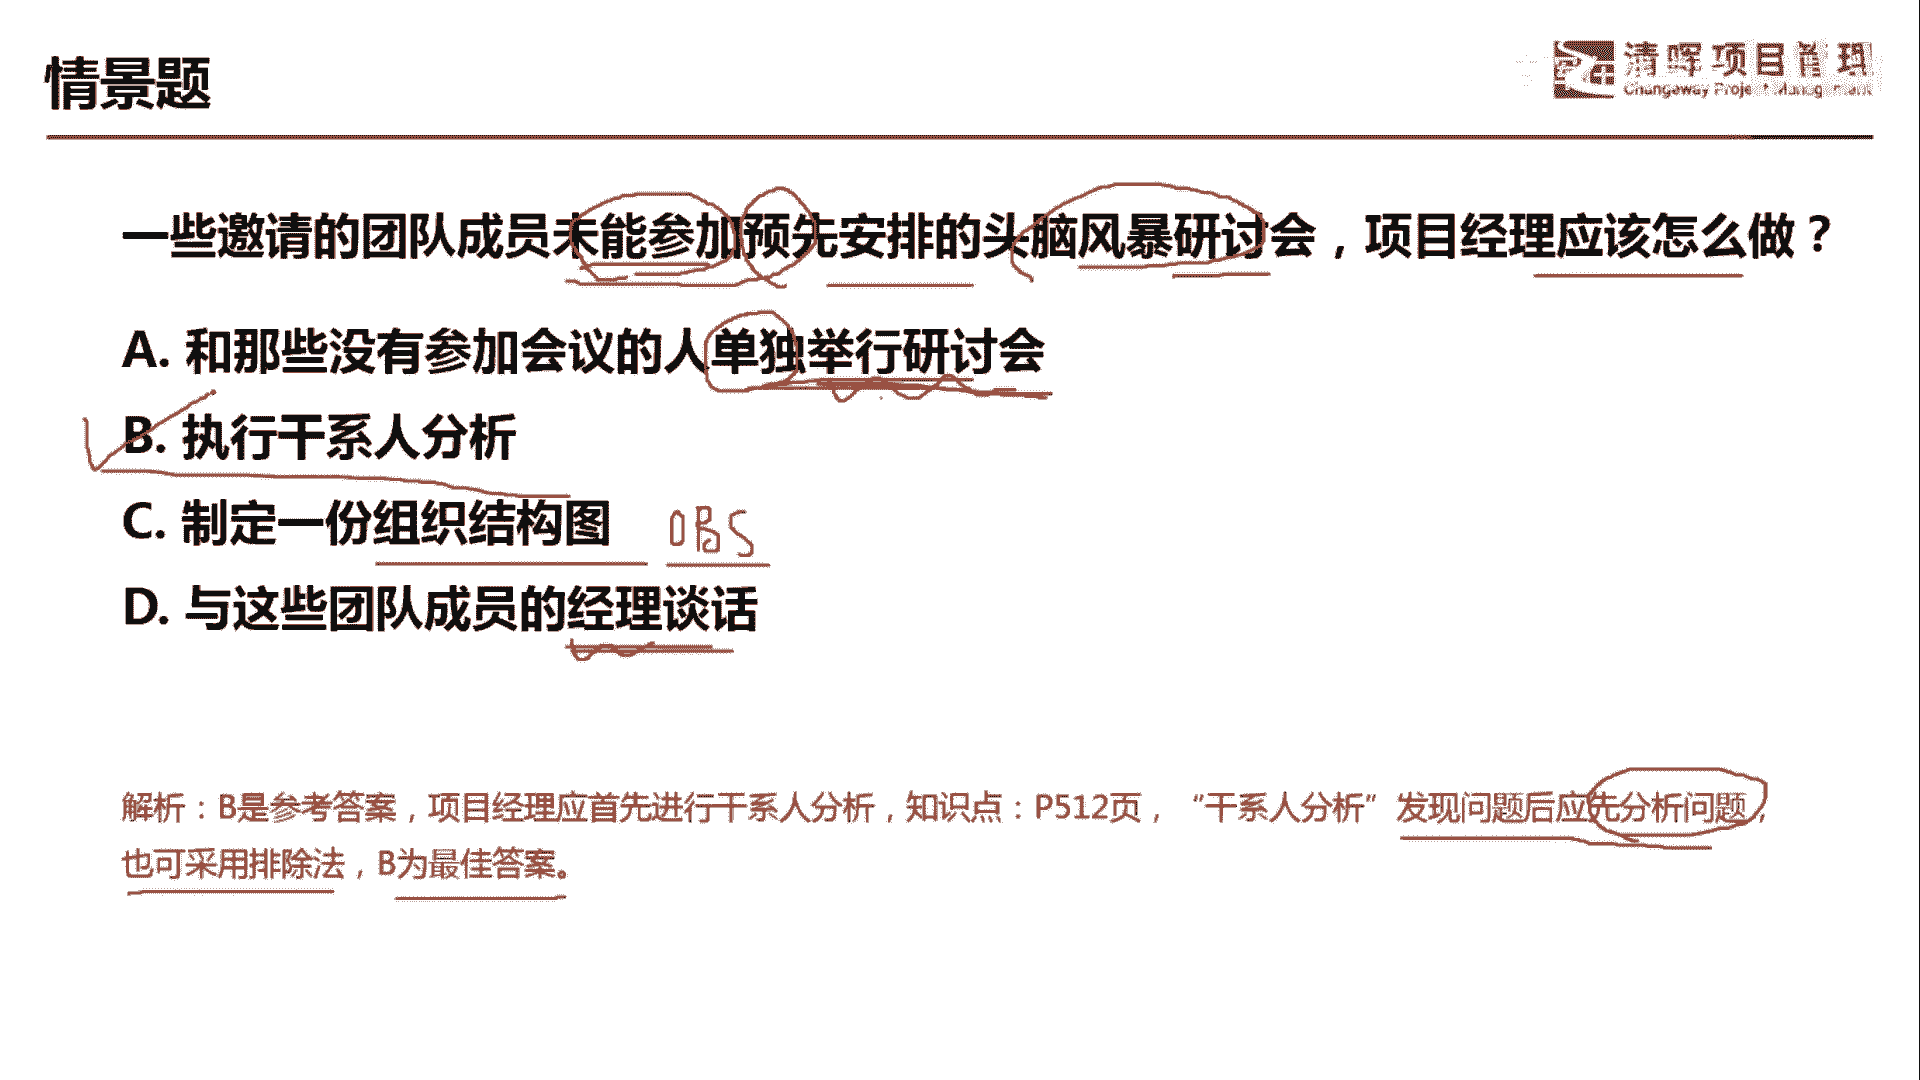 情景题
清晖项目管理
Changeway Project Management
一些邀请的团队成员未能参加预先安排的头脑风暴研讨会，项目经理应该怎么做？
A. 和那些没有参加会议的人单独举行研讨会
B. 执行干系人分析
C. 制定一份组织结构图 OBS
D. 与这些团队成员的经理谈话
解析：B是参考答案，项目经理应首先进行干系人分析，知识点：P512页，“干系人分析”发现问题后应先分析问题，
也可采用排除法，B为最佳答案。